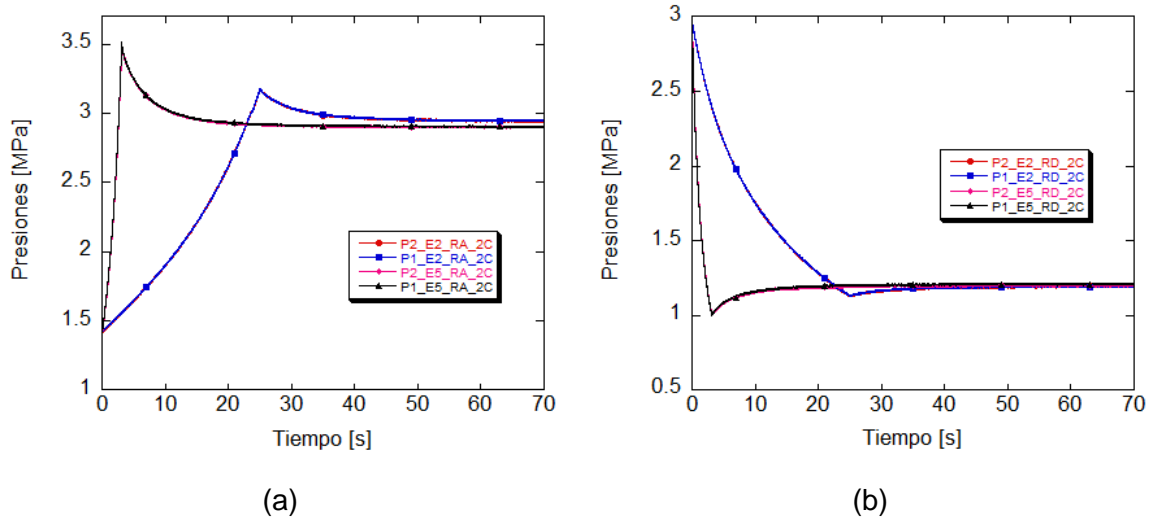 3.5
3
2.5
2
1.5
1
Presiones [MPa]
0 10 20 30 40 50 60 70
Tiempo [s]
P2_E2_RA_2C
P1_E2_RA_2C
P2_E5_RA_2C
P1_E5_RA_2C
(a)
3
2.5
2
1.5
1
0.5
Presiones [MPa]
0 10 20 30 40 50 60 70
Tiempo [s]
P2_E2_RD_2C
P1_E2_RD_2C
P2_E5_RD_2C
P1_E5_RD_2C
(b)